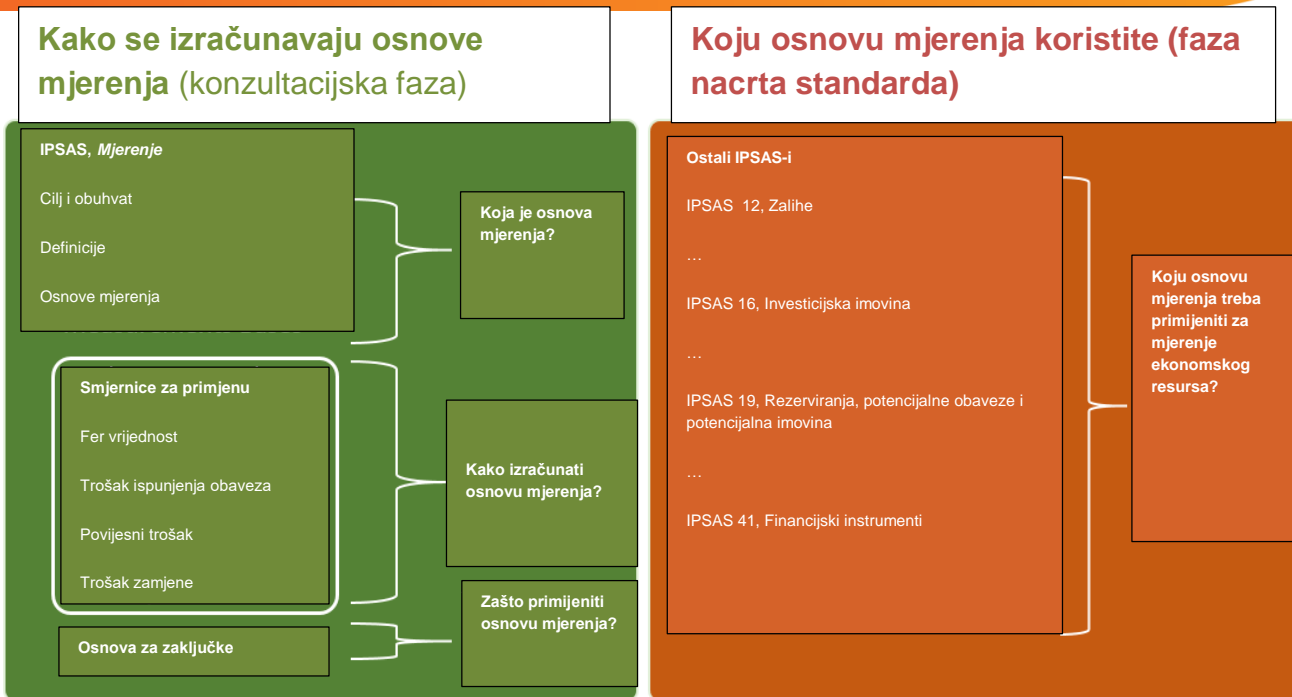 Kako se izračunavaju osnove
mjerenja (konzultacijska faza)
IPSAS, Mjerenje
Cilj i obuhvat
Definicije
Osnove mjerenja
Koja je osnova
mjerenja?
Smjernice za primjenu
Fer vrijednost
Trošak ispunjenja obaveza
Povijesni trošak
Trošak zamjene
Kako izračunati
osnovu mjerenja?
Osnova za zaključke
Zašto primijeniti
osnovu mjerenja?
Koju osnovu mjerenja koristite (faza
nacrta standarda)
Ostali IPSAS-i
IPSAS 12, Zalihe
…
IPSAS 16, Investicijska imovina
…
IPSAS 19, Rezerviranja, potencijalne obaveze i
potencijalna imovina
…
IPSAS 41, Financijski instrumenti
Koju osnovu
mjerenja treba
primijeniti za
mjerenje
ekonomskog
resursa?